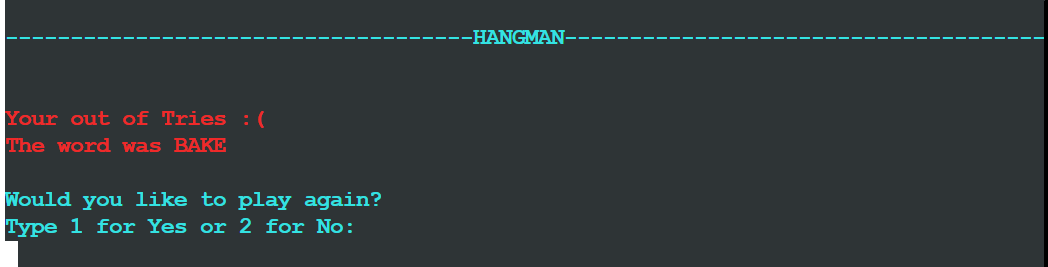 ------------------------------------HANGMAN-------------------------------------
Your out of Tries :(
The word was BAKE
Would you like to play again?
Type 1 for Yes or 2 for No: